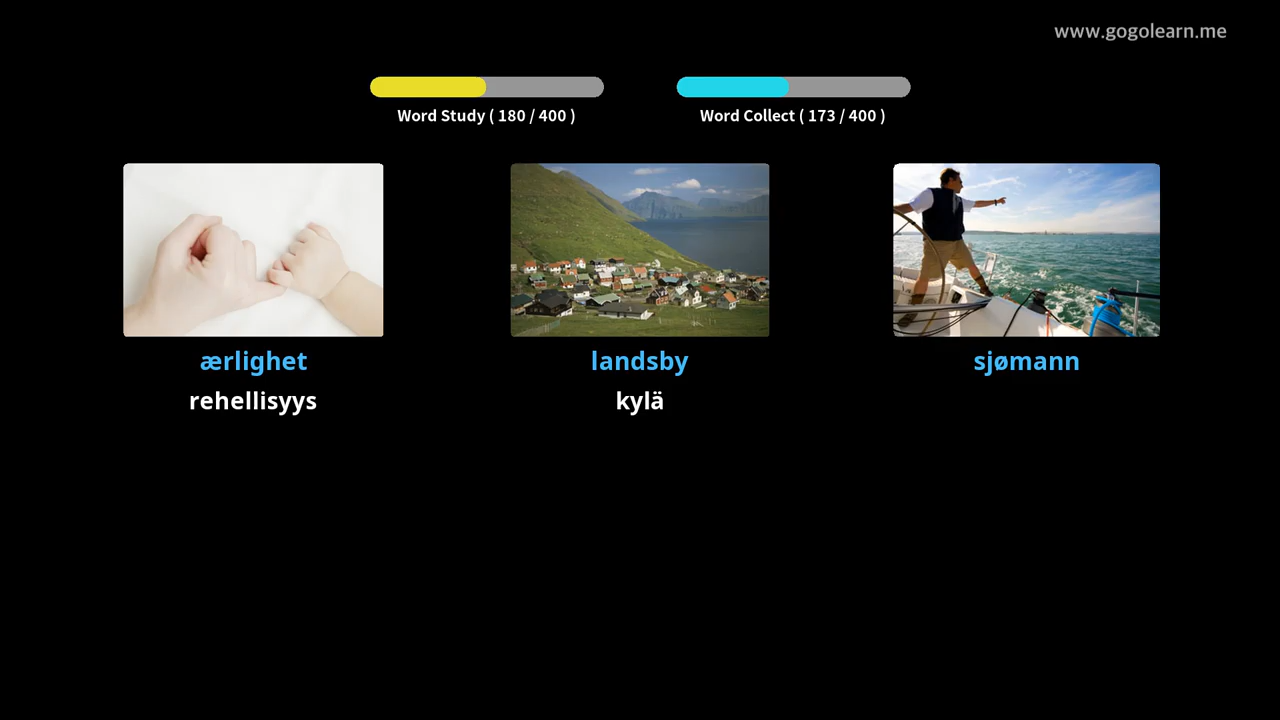 www.gogolearn.me
Word Study ( 180 / 400 )
Word Collect ( 173 / 400 )
ærlighet
landsby
sjømann
rehellisyys
kylä